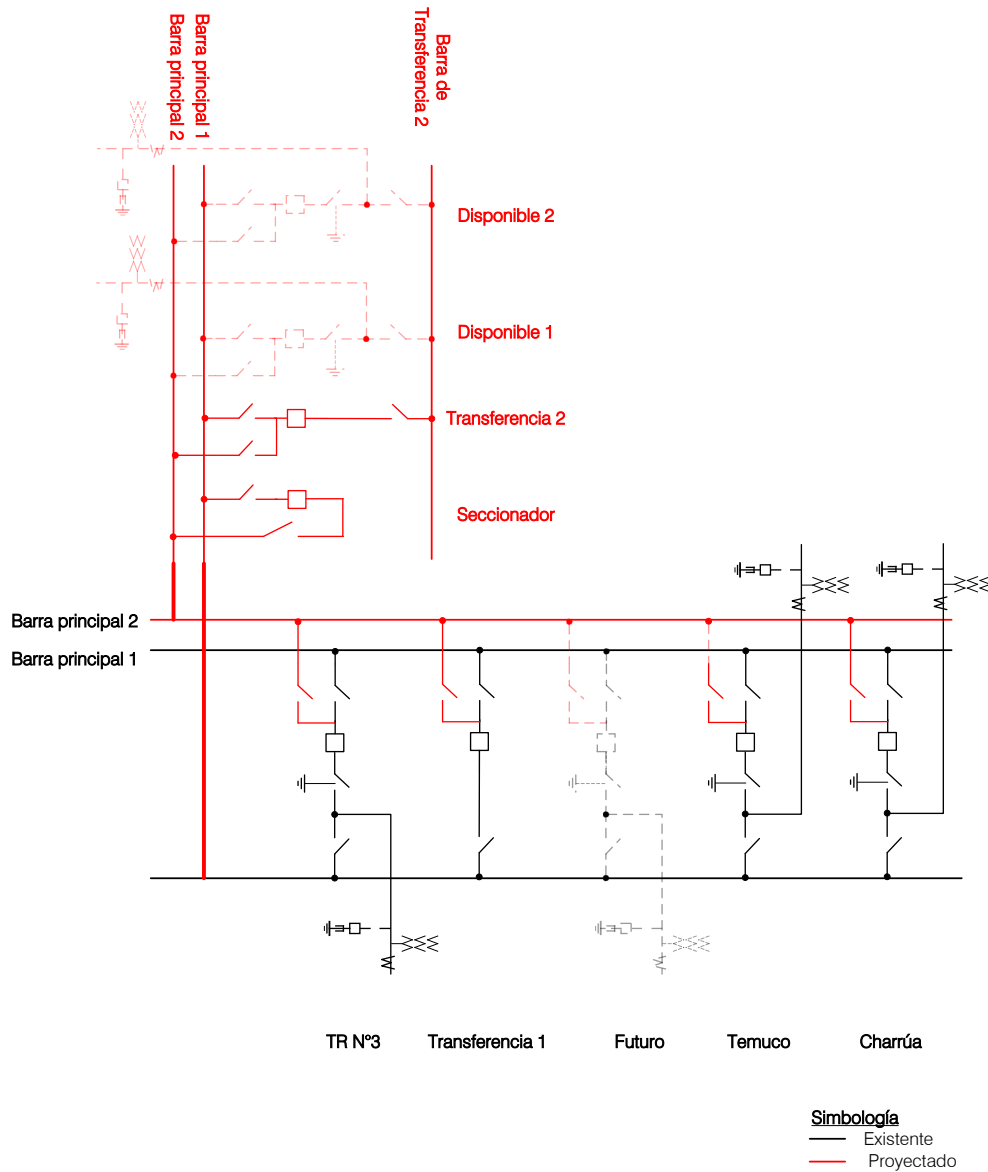 Barra principal 2
Barra principal 1
Barra de
Transferencia 2
Disponible 2
Disponible 1
Transferencia 2
Seccionador
Barra principal 2
Barra principal 1
TR N°3
Transferencia 1
Futuro
Temuco
Charrúa
Simbología
Existente
Proyectado